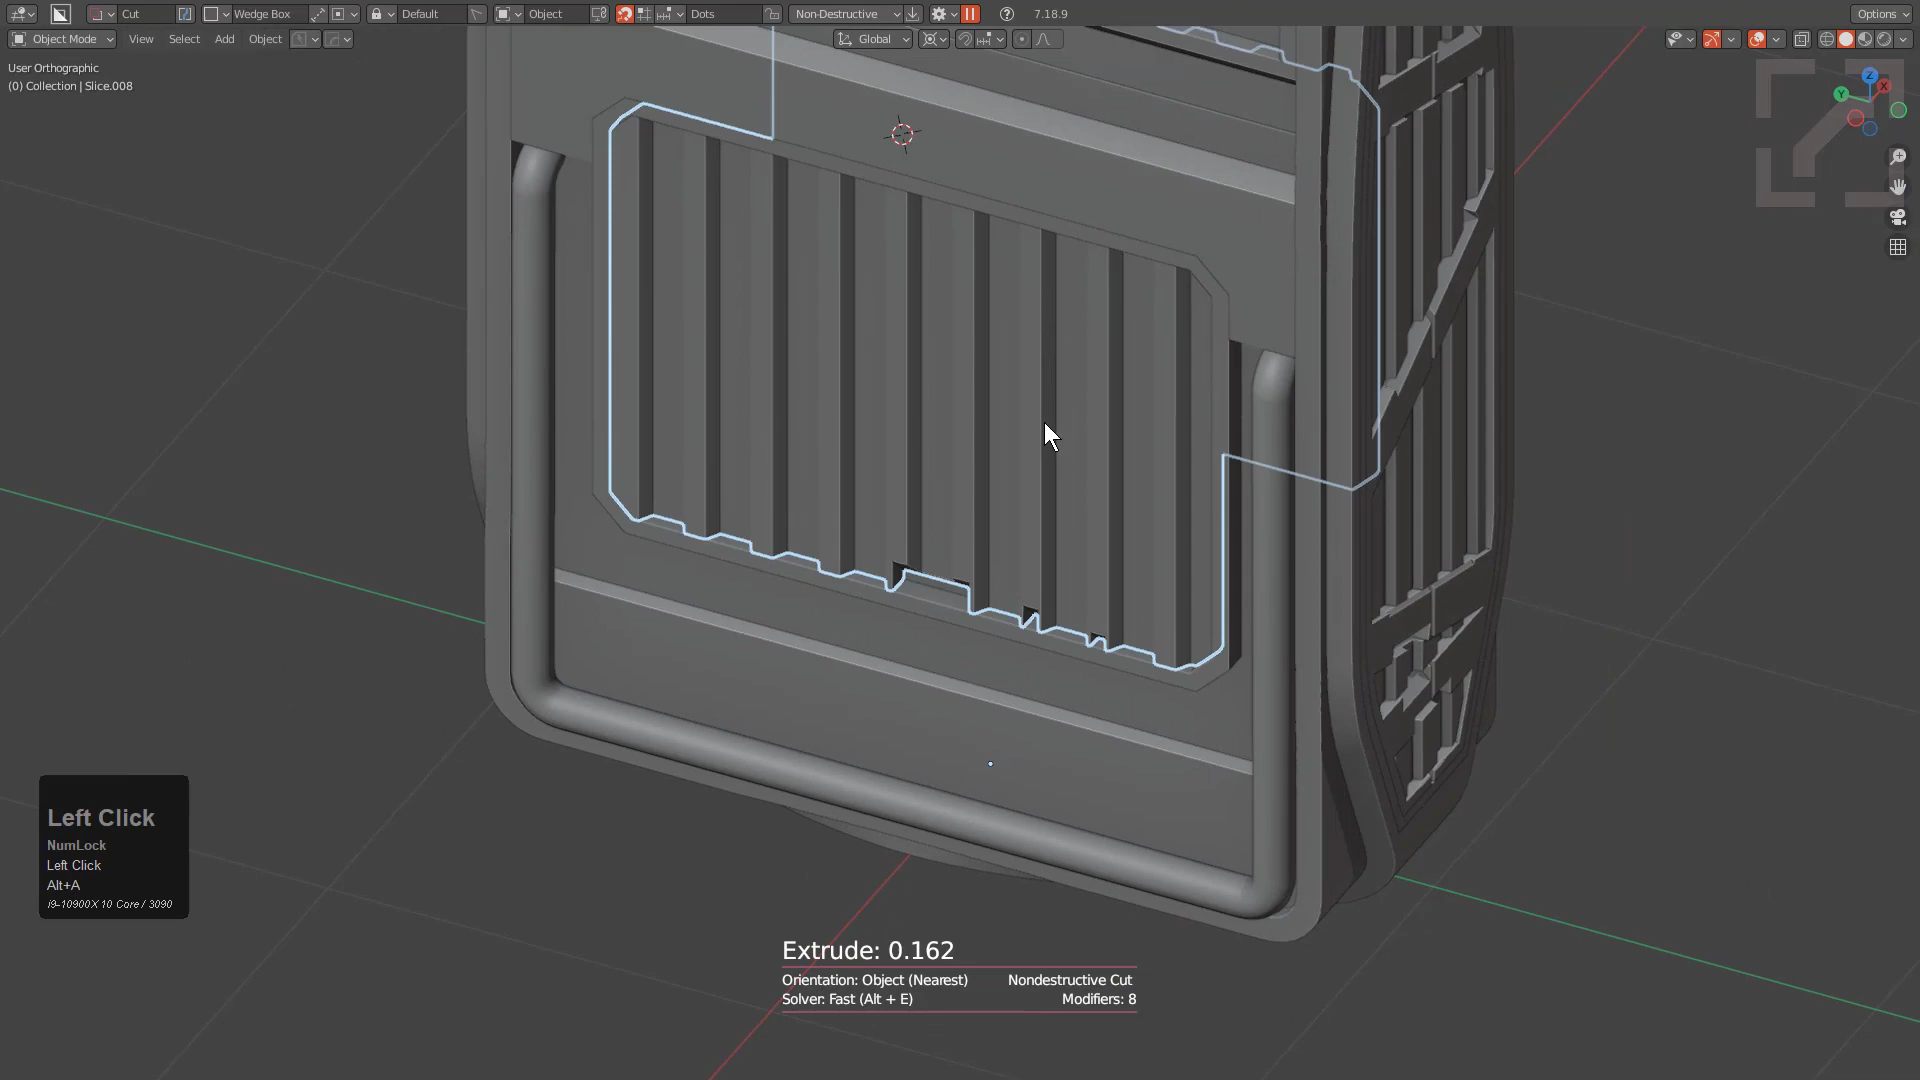 Cut Wedge Box Default Object Dots Non-Destructive 7.18.9 Options
Object Mode View Select Add Object Global
User Orthographic
(0) Collection | Slice.008
Z
Y
X
Left Click
NumLock
Left Click
Alt+A
i9-10900X 10 Core / 3090
Extrude: 0.162
Orientation: Object (Nearest) Nondestructive Cut
Solver: Fast (Alt + E) Modifiers: 8